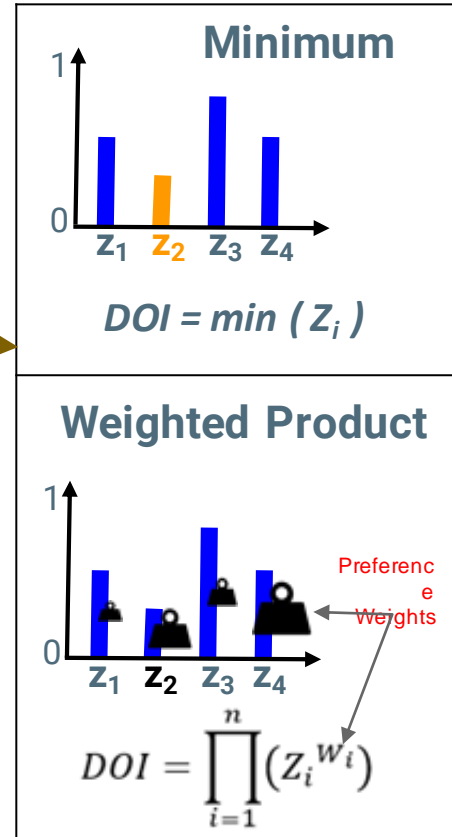 Minimum
1
0
z₁ z₂ z₃ z₄
DOI = min ( Zᵢ )
Weighted Product
1
Preferenc
e
Weights
0
z₁ z₂ z₃ z₄
n
DOI = ∏(Zᵢ^Wᵢ)
i=1